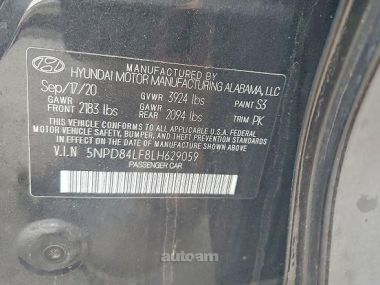 MANUFACTURED BY
HYUNDAI MOTOR MANUFACTURING ALABAMA, LLC
Sep/17/20 GVWR 3924 lbs PAINT S3
GAWR FRONT 2183 lbs GAWR REAR 2094 lbs TRIM PK
THIS VEHICLE CONFORMS TO ALL APPLICABLE U.S. FEDERAL
MOTOR VEHICLE SAFETY, BUMPER, AND THEFT PREVENTION
STANDARDS IN EFFECT ON THE DATE OF MANUFACTURE SHOWN ABOVE.
V.I.N 5NPD84LF8LH629059
PASSENGER CAR
autoam